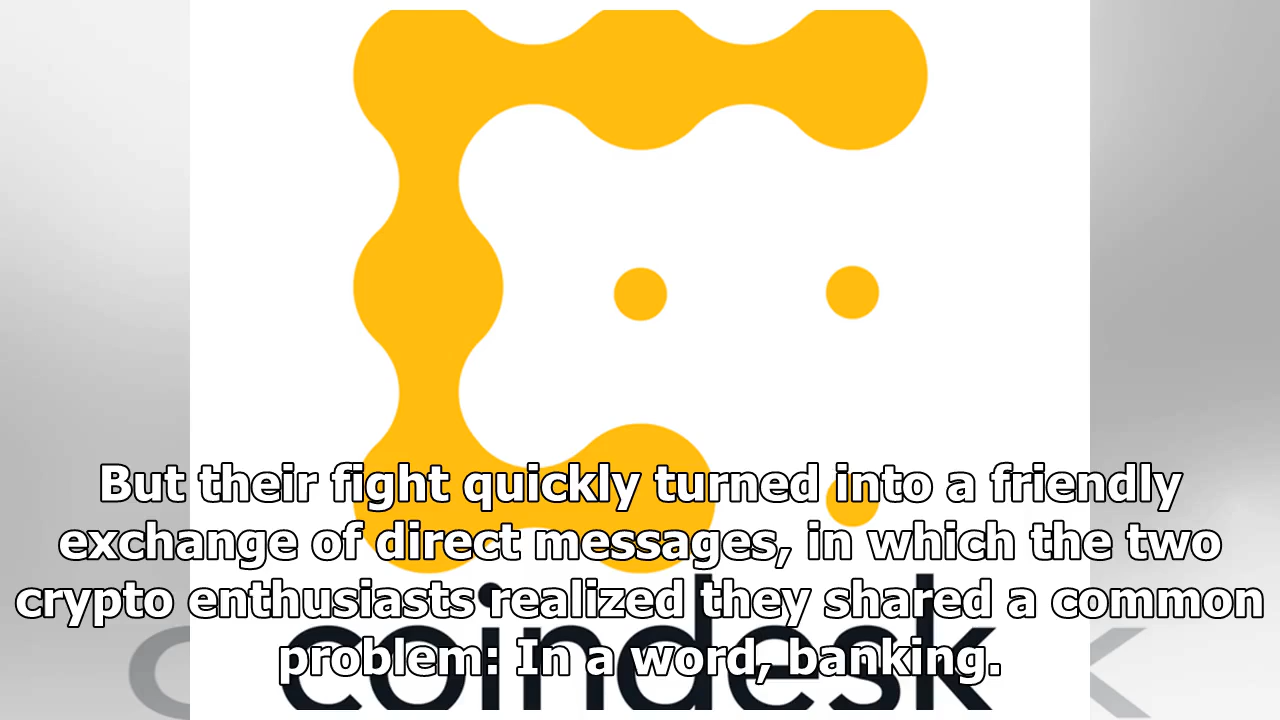 But their fight quickly turned into a friendly
exchange of direct messages, in which the two
crypto enthusiasts realized they shared a common
problem: In a word, banking.
coindesk